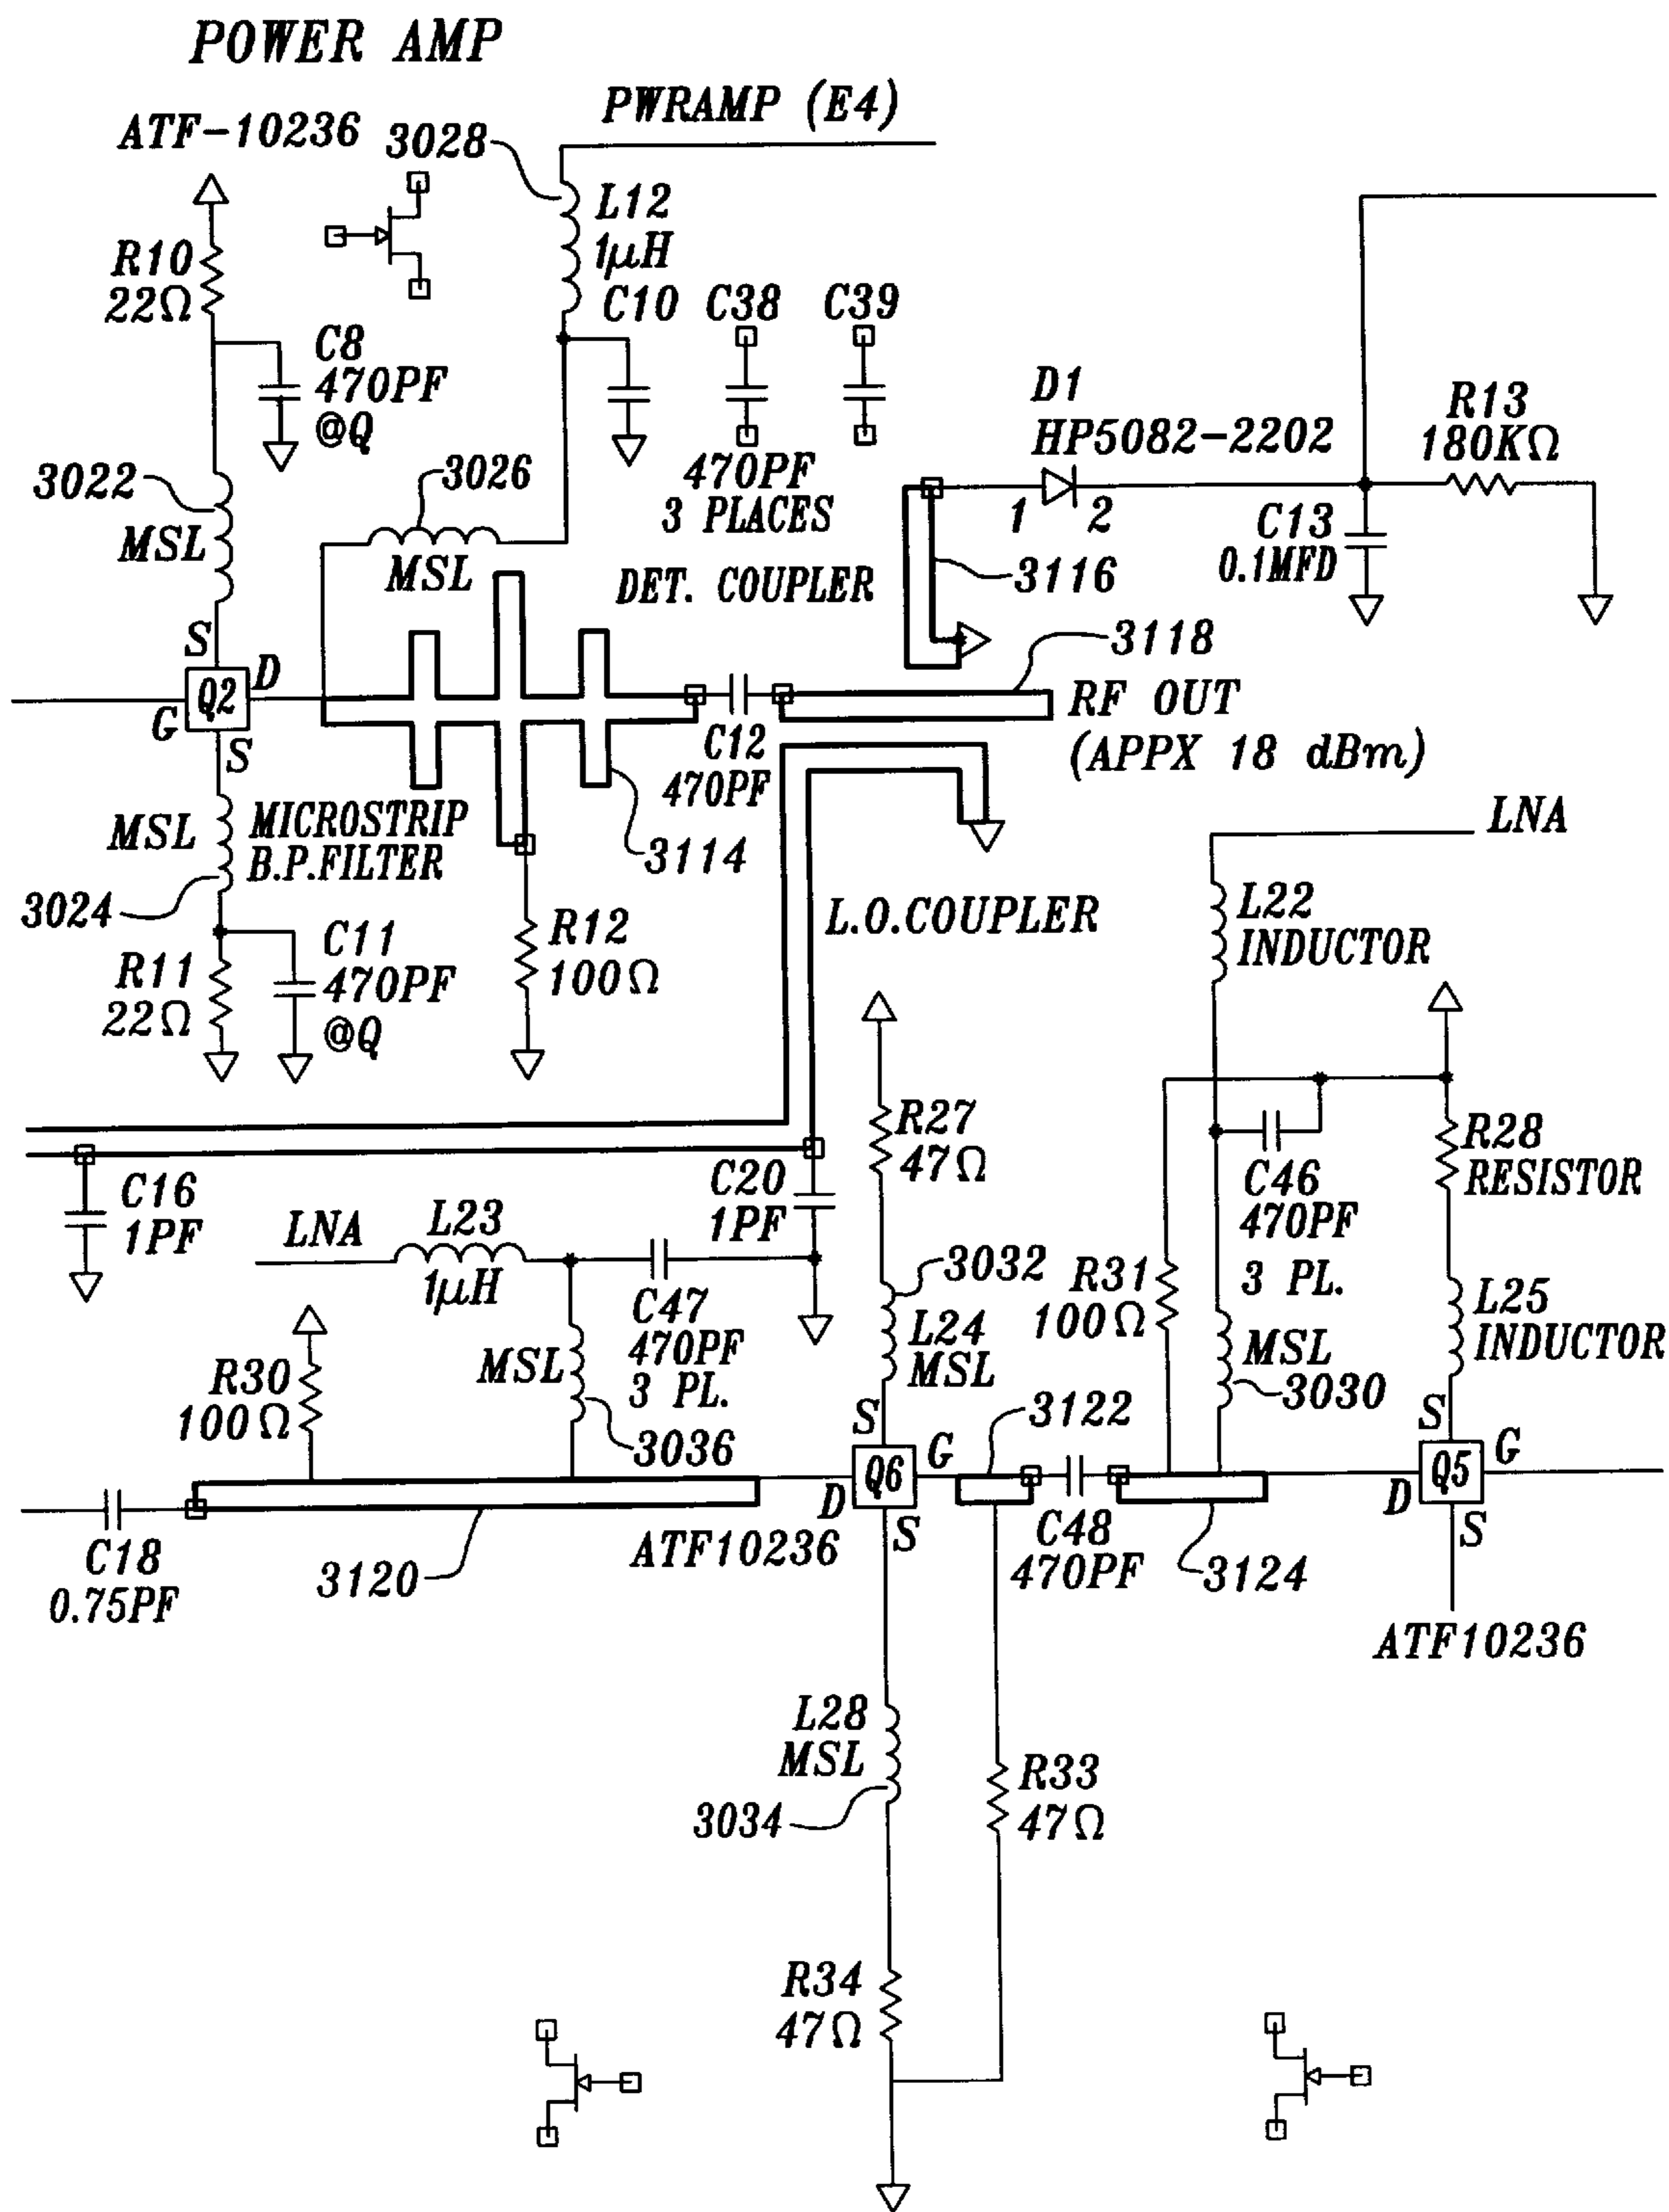 POWER AMP
ATF-10236
3028
PWRAMP (E4)
L12
1μH
R10
22Ω
C10
C38
C39
C8
470PF
@Q
470PF
3 PLACES
D1
HP5082-2202
1
2
R13
180KΩ
C13
0.1MFD
3022
MSL
3026
MSL
DET. COUPLER
3116
3118
S
D
Q2
G
S
C12
470PF
RF OUT
(APPX 18 dBm)
MSL
3024
MICROSTRIP
B.P.FILTER
3114
LNA
L.O.COUPLER
L22
INDUCTOR
C11
470PF
@Q
R11
22Ω
R12
100Ω
R27
47Ω
C46
470PF
3 PL.
R28
RESISTOR
C16
1PF
C20
1PF
LNA
L23
1μH
C47
470PF
3 PL.
3032
L24
MSL
R31
100Ω
MSL
3030
L25
INDUCTOR
R30
100Ω
MSL
3036
S
3122
G
Q6
D
S
S
G
Q5
D
S
C18
0.75PF
3120
ATF10236
C48
470PF
3124
ATF10236
L28
MSL
3034
R33
47Ω
R34
47Ω